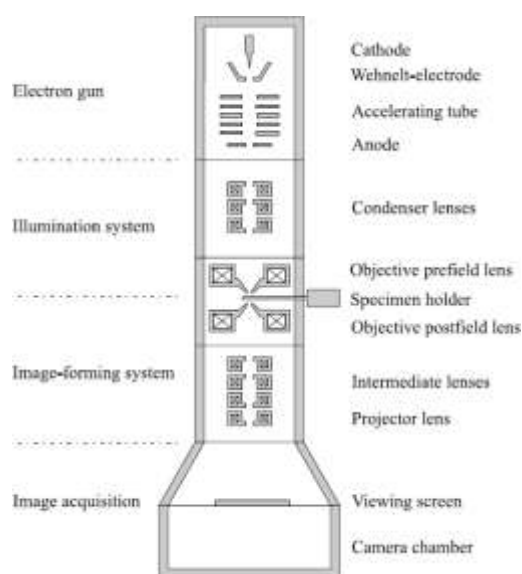 Cathode
Wehnelt-electrode
Electron gun
Accelerating tube
Anode
Condenser lenses
Illumination system
Objective prefield lens
Specimen holder
Objective postfield lens
Image-forming system
Intermediate lenses
Projector lens
Image acquisition
Viewing screen
Camera chamber